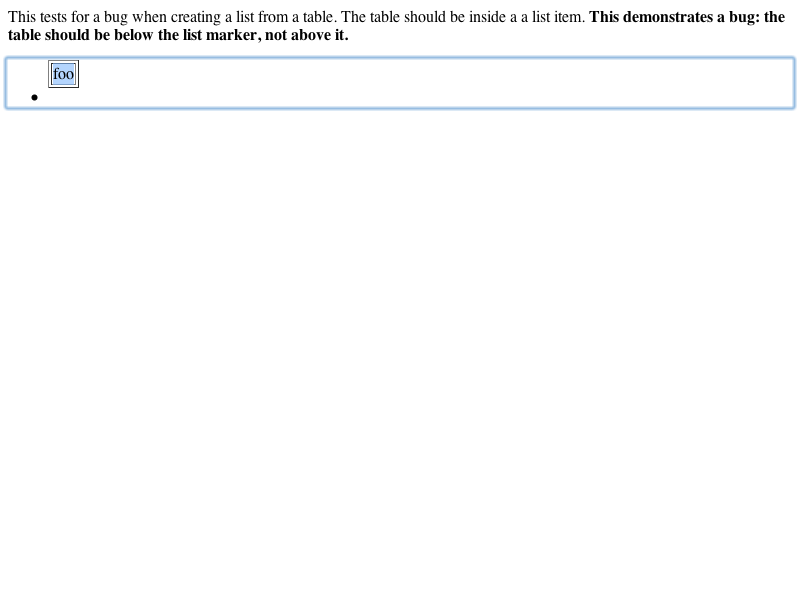 This tests for a bug when creating a list from a table. The table should be inside a a list item. This demonstrates a bug: the
table should be below the list marker, not above it.
foo